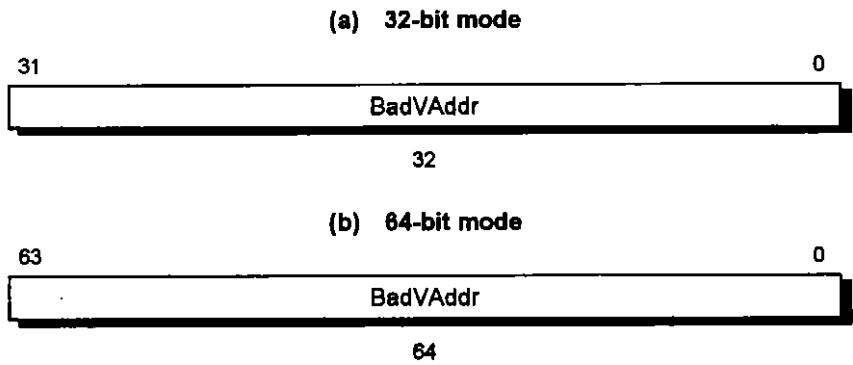 (a) 32-bit mode
31 0
BadVAddr
32
(b) 64-bit mode
63 0
BadVAddr
64